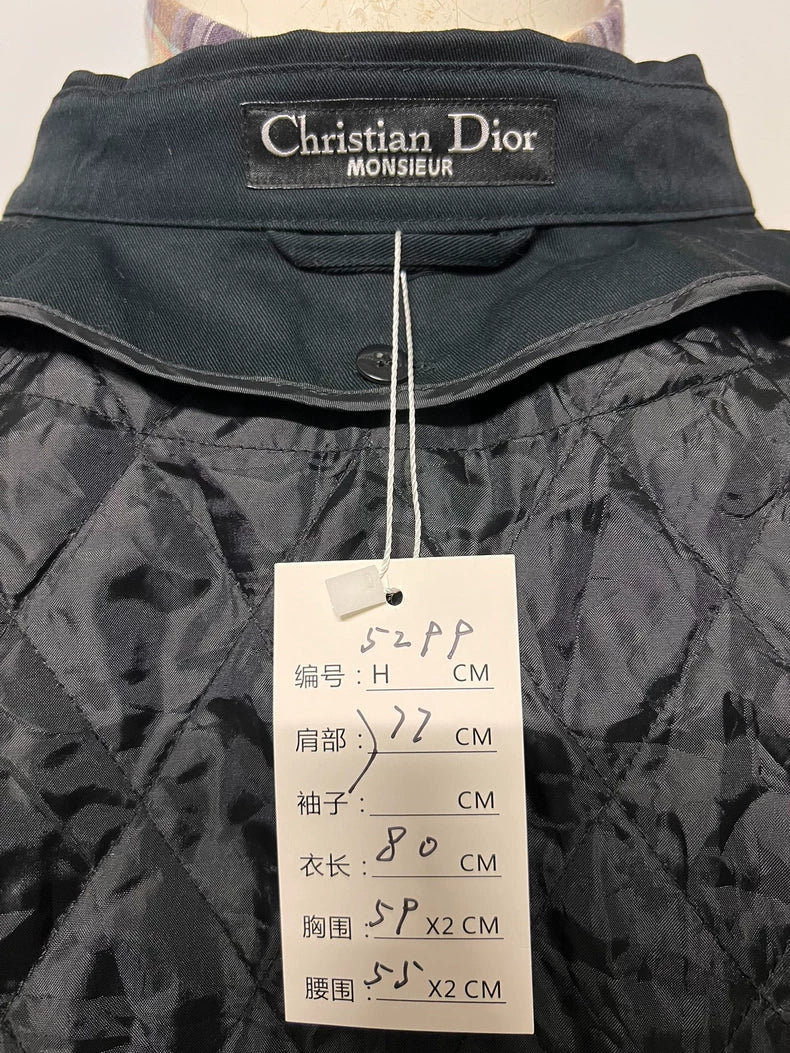 Christian Dior
MONSIEUR
5299
编号：H CM
肩部：77 CM
袖子： CM
衣长：80 CM
胸围：59 X2 CM
腰围：55 X2 CM